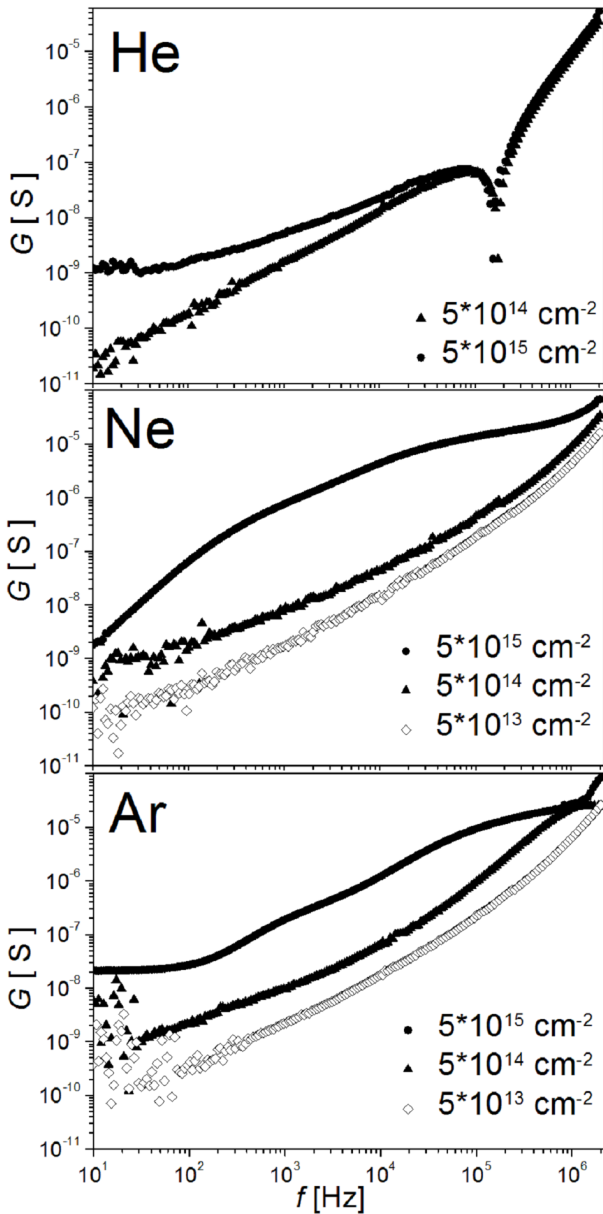 He
10⁻⁵
10⁻⁶
10⁻⁷
10⁻⁸
10⁻⁹
10⁻¹⁰
10⁻¹¹
G [ S ]
5*10¹⁴ cm⁻²
5*10¹⁵ cm⁻²
Ne
10⁻⁵
10⁻⁶
10⁻⁷
10⁻⁸
10⁻⁹
10⁻¹⁰
10⁻¹¹
G [ S ]
5*10¹⁵ cm⁻²
5*10¹⁴ cm⁻²
5*10¹³ cm⁻²
Ar
10⁻⁵
10⁻⁶
10⁻⁷
10⁻⁸
10⁻⁹
10⁻¹⁰
10⁻¹¹
G [ S ]
5*10¹⁵ cm⁻²
5*10¹⁴ cm⁻²
5*10¹³ cm⁻²
10¹ 10² 10³ 10⁴ 10⁵ 10⁶
f [Hz]